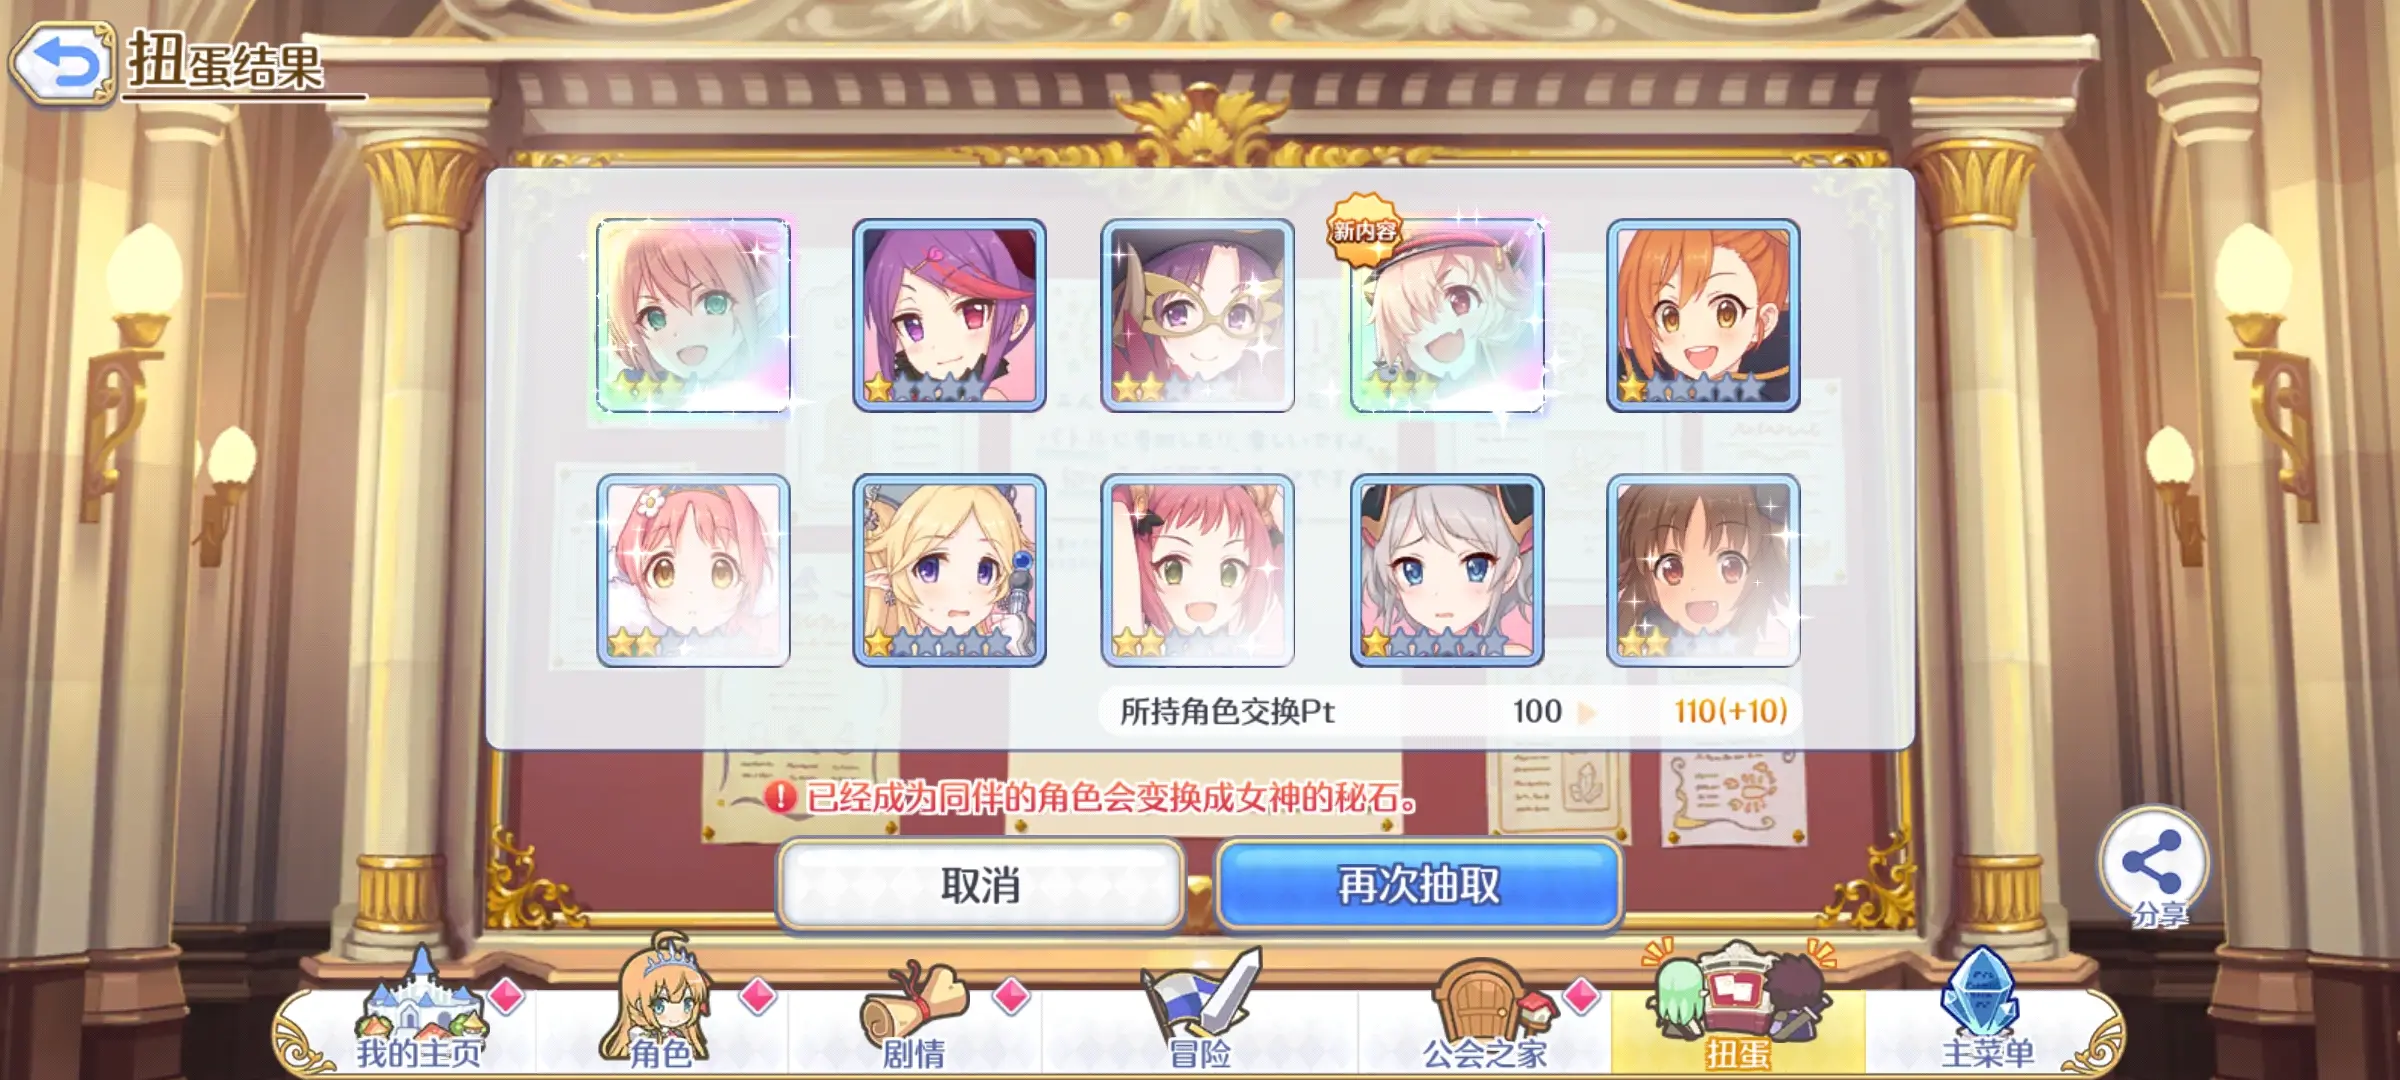 扭蛋结果
新内容
所持角色交换Pt 100 110(+10)
已经成为同伴的角色会变换成女神的秘石。
取消
再次抽取
分享
我的主页
角色
剧情
冒险
公会之家
扭蛋
主菜单